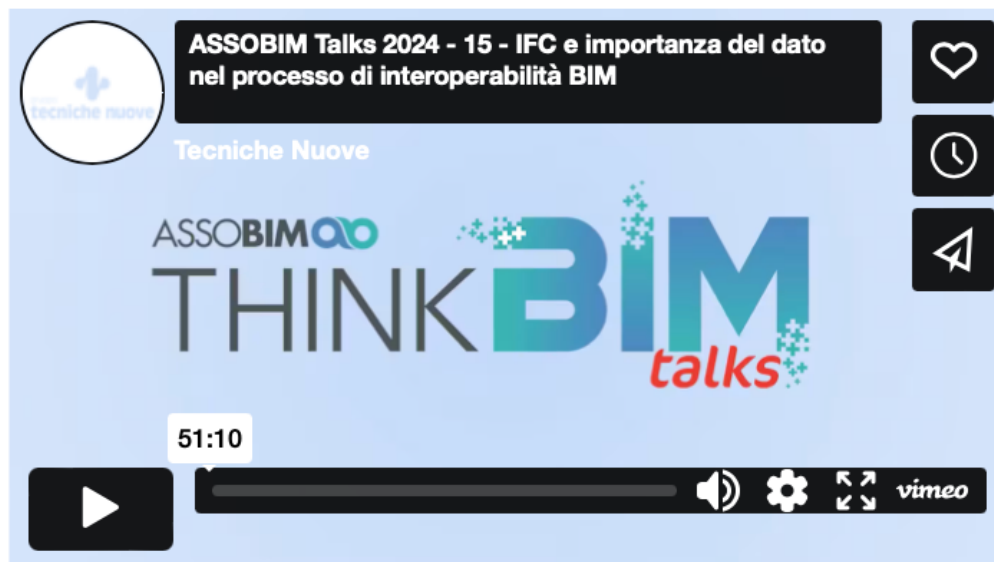 ASSOBIM Talks 2024 - 15 - IFC e importanza del dato
nel processo di interoperabilità BIM
tecniche nuove
Tecniche Nuove
ASSOBIM
THINKBIM
talks
51:10
vimeo